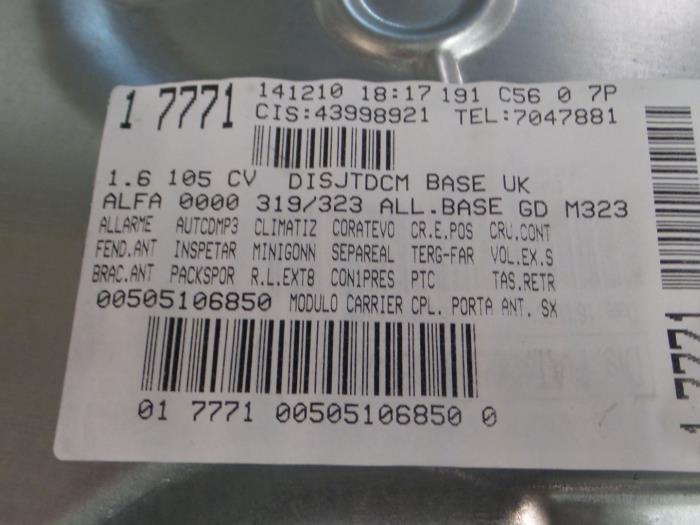 1 7771
141210 18:17 191 C56 0 7P
CIS:43998921 TEL:7047881
1.6 105 CV DISJTDCM BASE UK
ALFA 0000 319/323 ALL.BASE GD M323
ALLARME AUTCDMP3 CLIMATIZ CORATEVO CR.E.POS CRU.CONT
FEND.ANT INSPETAR MINIGONN SEPAREAL TERG-FAR VOL.EX.S
BRAC.ANT PACKSPOR R.L.EXT8 CON1PRES PTC TAS.RETR
00505106850 MODULO CARRIER CPL. PORTA ANT. SX
01 7771 00505106850 0
1 7771